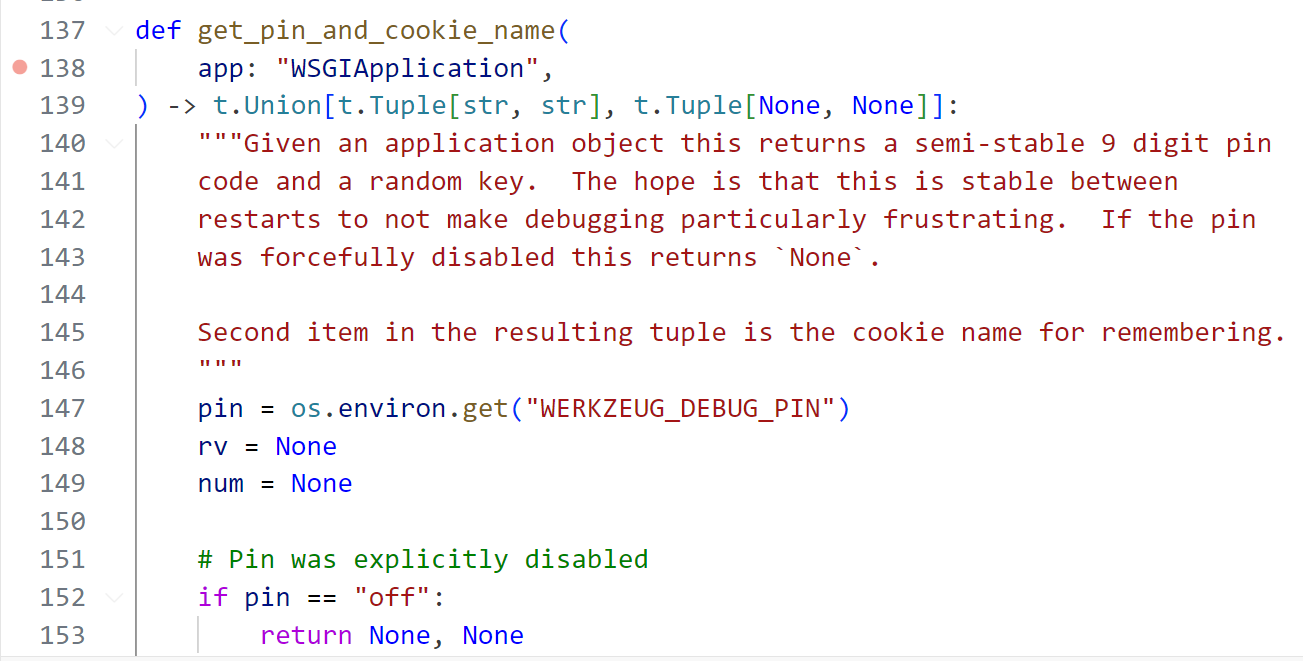 137 def get_pin_and_cookie_name(
138     app: "WSGIApplication",
139 ) -> t.Union[t.Tuple[str, str], t.Tuple[None, None]]:
140     """Given an application object this returns a semi-stable 9 digit pin
141     code and a random key.  The hope is that this is stable between
142     restarts to not make debugging particularly frustrating.  If the pin
143     was forcefully disabled this returns `None`.
144
145     Second item in the resulting tuple is the cookie name for remembering.
146     """
147     pin = os.environ.get("WERKZEUG_DEBUG_PIN")
148     rv = None
149     num = None
150
151     # Pin was explicitly disabled
152     if pin == "off":
153         return None, None